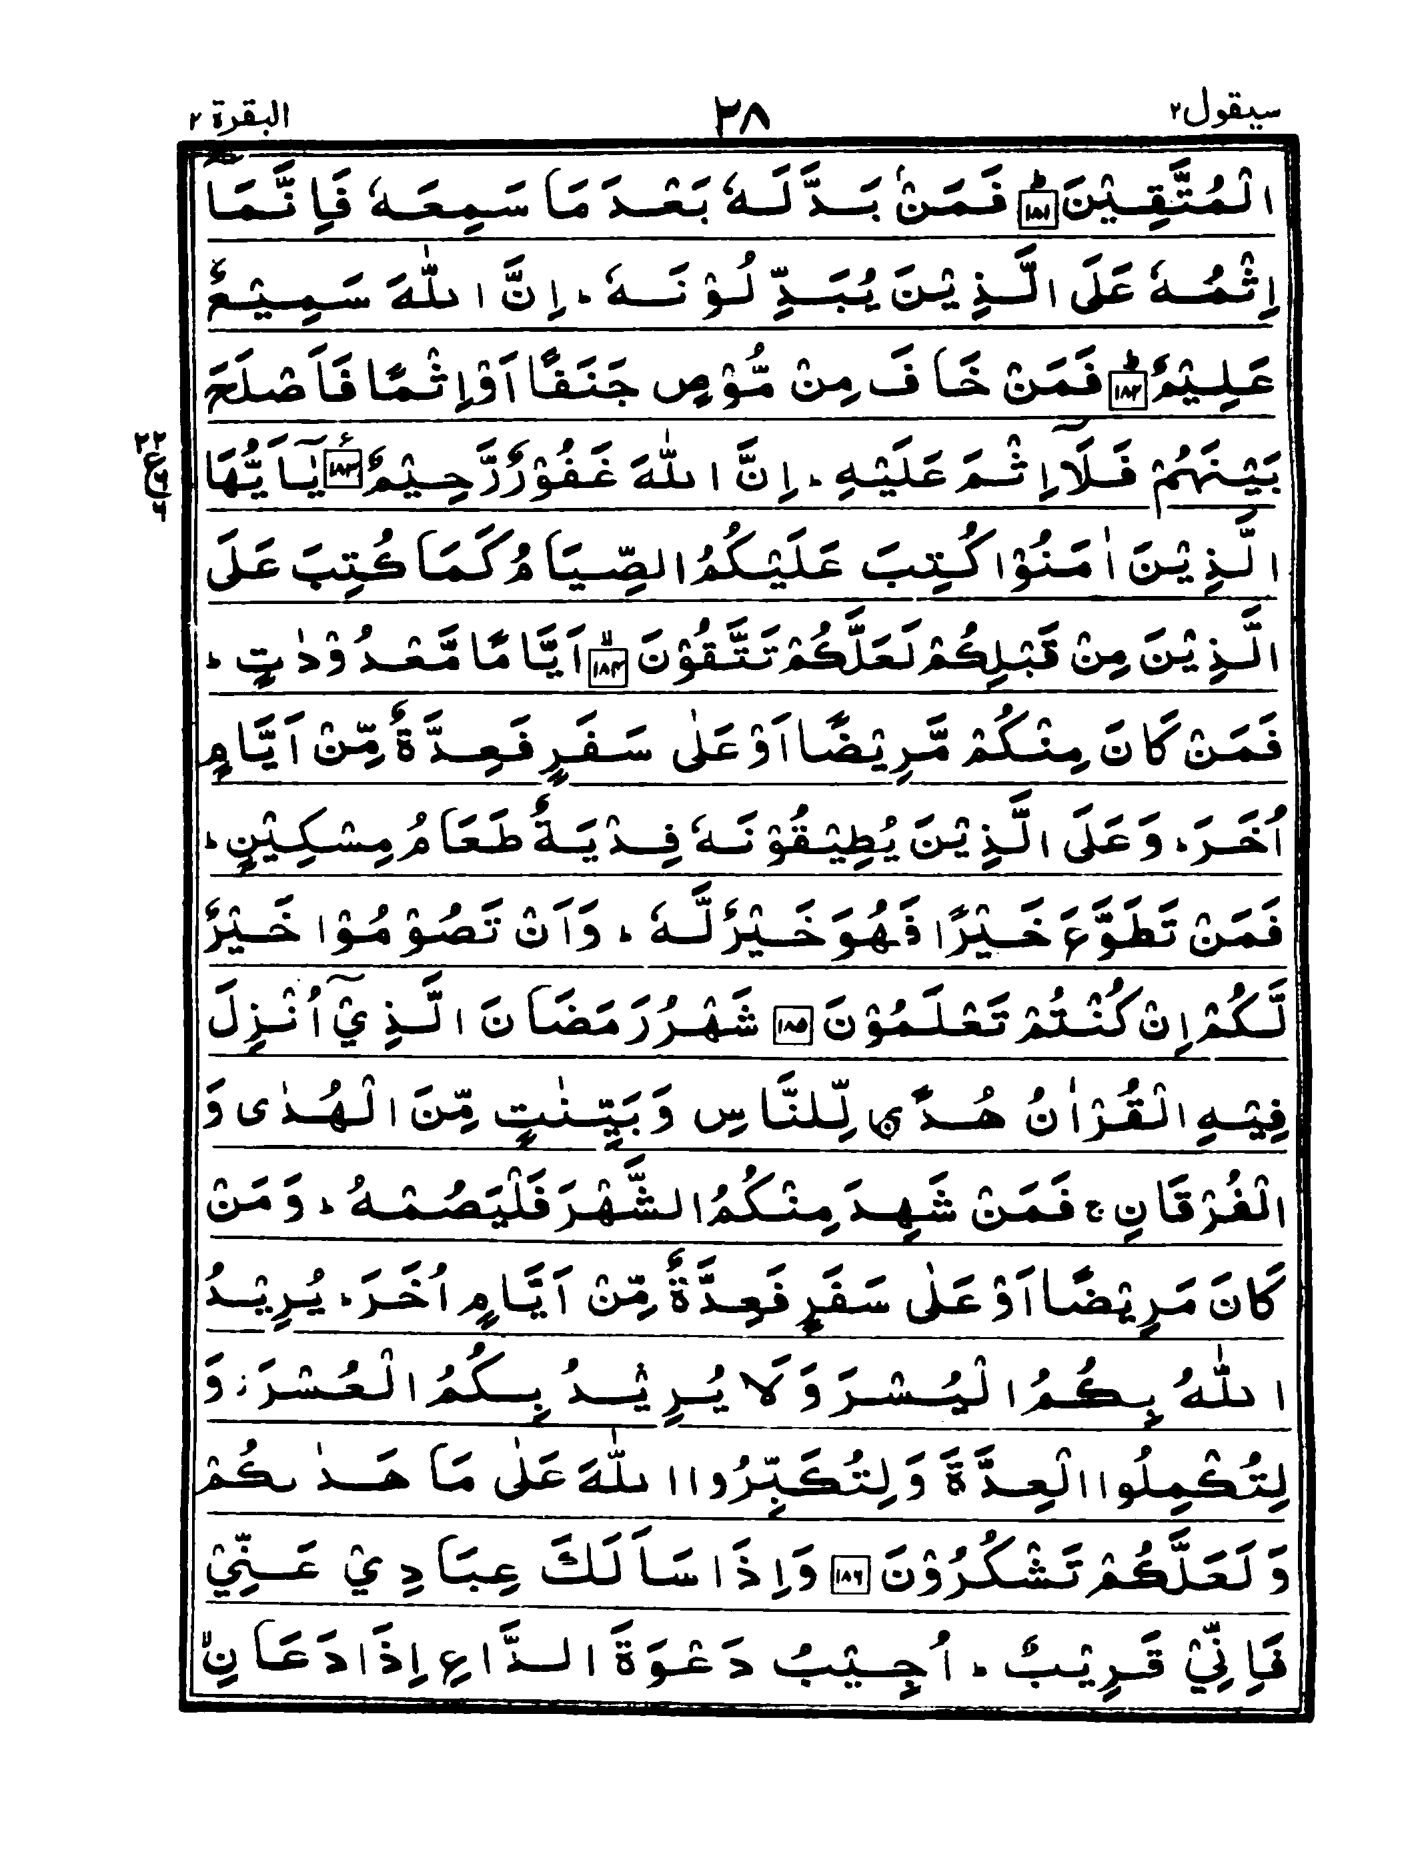 سيقول ٢ ٣٨ البقرة ٢
الْمُتَّقِيْنَ ١٨١ؕ فَمَنْۢ بَدَّلَهٗ بَعْدَ مَا سَمِعَهٗ فَاِنَّمَاۤ
اِثْمُهٗ عَلَى الَّذِيْنَ يُبَدِّلُوْنَهٗ ؕ اِنَّ اللّٰهَ سَمِيْعٌ
عَلِيْمٌ ١٨٢ؕ فَمَنْ خَافَ مِنْ مُّوْصٍ جَنَفًا اَوْ اِثْمًا فَاَصْلَحَ
بَيْنَهُمْ فَلَاۤ اِثْمَ عَلَيْهِ ؕ اِنَّ اللّٰهَ غَفُوْرٌ رَّحِيْمٌ ١٨٣ يٰۤاَيُّهَا
الَّذِيْنَ اٰمَنُوْا كُتِبَ عَلَيْكُمُ الصِّيَامُ كَمَا كُتِبَ عَلَى
الَّذِيْنَ مِنْ قَبْلِكُمْ لَعَلَّكُمْ تَتَّقُوْنَ ١٨٤ۙ اَيَّامًا مَّعْدُوْدٰتٍ ؕ
فَمَنْ كَانَ مِنْكُمْ مَّرِيْضًا اَوْ عَلٰى سَفَرٍ فَعِدَّةٌ مِّنْ اَيَّامٍ
اُخَرَ ؕ وَعَلَى الَّذِيْنَ يُطِيْقُوْنَهٗ فِدْيَةٌ طَعَامُ مِسْكِيْنٍ ؕ
فَمَنْ تَطَوَّعَ خَيْرًا فَهُوَ خَيْرٌ لَّهٗ ؕ وَاَنْ تَصُوْمُوْا خَيْرٌ
لَّكُمْ اِنْ كُنْتُمْ تَعْلَمُوْنَ ١٨٥ شَهْرُ رَمَضَانَ الَّذِيْۤ اُنْزِلَ
فِيْهِ الْقُرْاٰنُ هُدًى لِّلنَّاسِ وَبَيِّنٰتٍ مِّنَ الْهُدٰى وَ
الْفُرْقَانِ ۚ فَمَنْ شَهِدَ مِنْكُمُ الشَّهْرَ فَلْيَصُمْهُ ؕ وَمَنْ
كَانَ مَرِيْضًا اَوْ عَلٰى سَفَرٍ فَعِدَّةٌ مِّنْ اَيَّامٍ اُخَرَ ؕ يُرِيْدُ
اللّٰهُ بِكُمُ الْيُسْرَ وَلَا يُرِيْدُ بِكُمُ الْعُسْرَ ؗ وَ
لِتُكْمِلُوا الْعِدَّةَ وَلِتُكَبِّرُوا اللّٰهَ عَلٰى مَا هَدٰىكُمْ
وَلَعَلَّكُمْ تَشْكُرُوْنَ ١٨٦ وَاِذَا سَاَلَكَ عِبَادِيْ عَنِّيْ
فَاِنِّيْ قَرِيْبٌ ؕ اُجِيْبُ دَعْوَةَ الدَّاعِ اِذَا دَعَانِ ۙ